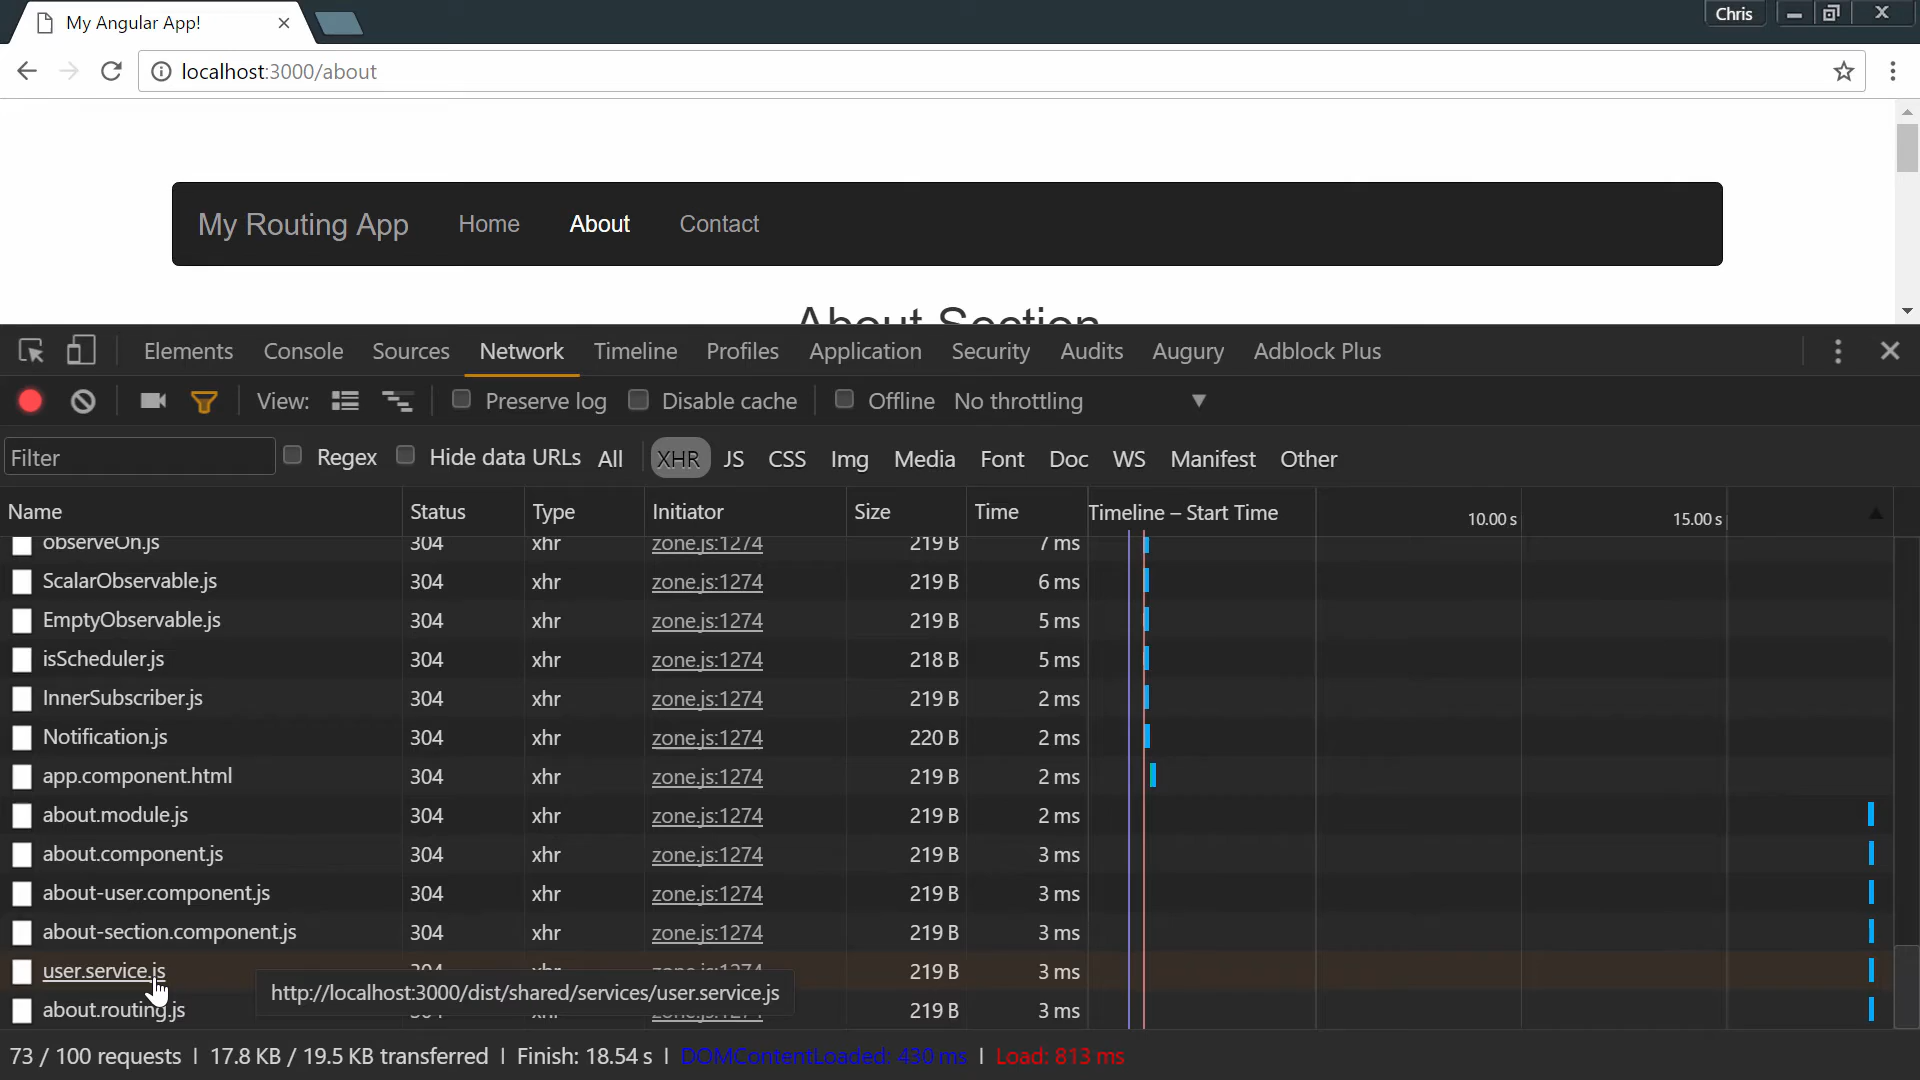 My Angular App!
Chris
localhost:3000/about
My Routing App Home About Contact
About Section
Elements Console Sources Network Timeline Profiles Application Security Audits Augury Adblock Plus
View: Preserve log Disable cache Offline No throttling
Filter Regex Hide data URLs All XHR JS CSS Img Media Font Doc WS Manifest Other
Name Status Type Initiator Size Time Timeline – Start Time 10.00 s 15.00 s
observeOn.js 304 xhr zone.js:1274 219 B 7 ms
ScalarObservable.js 304 xhr zone.js:1274 219 B 6 ms
EmptyObservable.js 304 xhr zone.js:1274 219 B 5 ms
isScheduler.js 304 xhr zone.js:1274 218 B 5 ms
InnerSubscriber.js 304 xhr zone.js:1274 219 B 2 ms
Notification.js 304 xhr zone.js:1274 220 B 2 ms
app.component.html 304 xhr zone.js:1274 219 B 2 ms
about.module.js 304 xhr zone.js:1274 219 B 2 ms
about.component.js 304 xhr zone.js:1274 219 B 3 ms
about-user.component.js 304 xhr zone.js:1274 219 B 3 ms
about-section.component.js 304 xhr zone.js:1274 219 B 3 ms
user.service.js 304 xhr zone.js:1274 219 B 3 ms
http://localhost:3000/dist/shared/services/user.service.js
about.routing.js 304 xhr zone.js:1274 219 B 3 ms
73 / 100 requests | 17.8 KB / 19.5 KB transferred | Finish: 18.54 s | DOMContentLoaded: 430 ms | Load: 813 ms